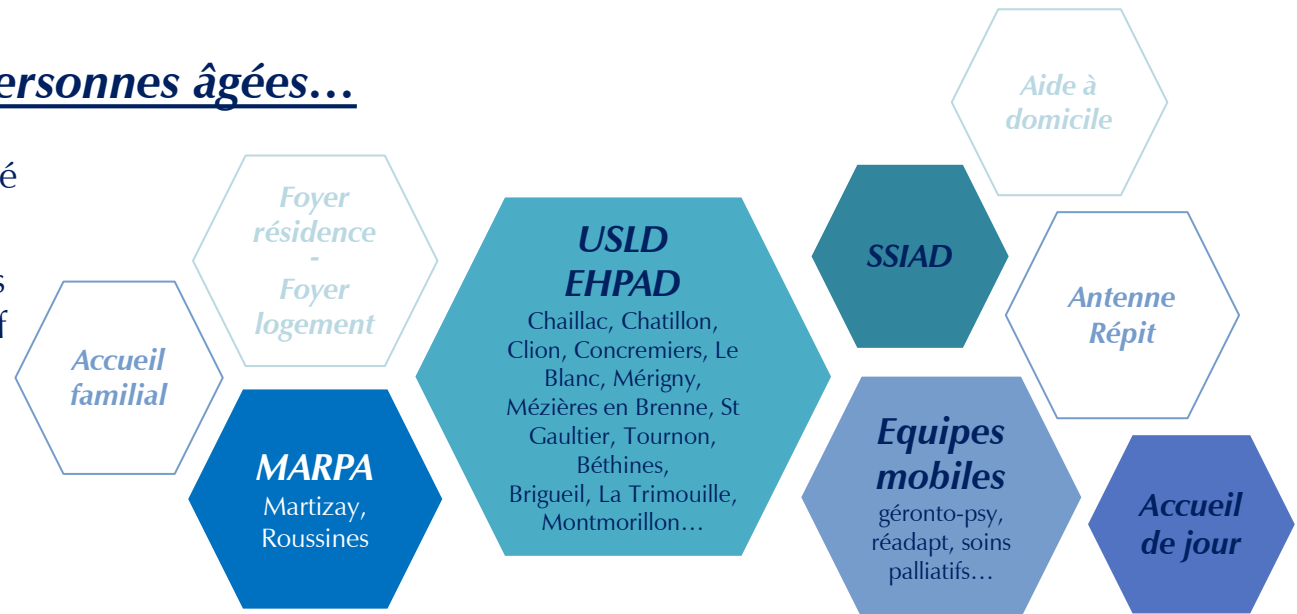 ersonnes âgées…
é
s
f
Aide à
domicile
Foyer
résidence
-
Foyer
logement
Accueil
familial
MARPA
Martizay,
Roussines
USLD
EHPAD
Chaillac, Chatillon,
Clion, Concremiers, Le
Blanc, Mérigny,
Mézières en Brenne, St
Gaultier, Tournon,
Béthines,
Brigueil, La Trimouille,
Montmorillon…
SSIAD
Antenne
Répit
Equipes
mobiles
géronto-psy,
réadapt, soins
palliatifs…
Accueil
de jour